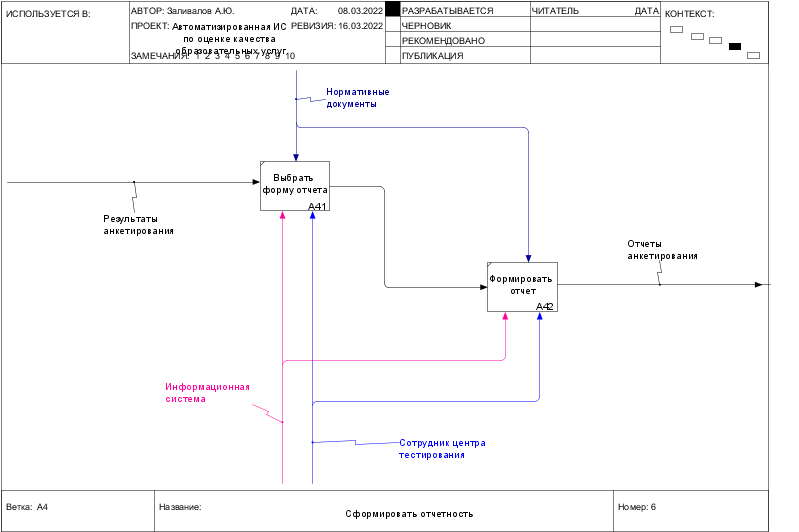 ИСПОЛЬЗУЕТСЯ В:
АВТОР: Заливалов А.Ю.
ДАТА: 08.03.2022
РАЗРАБАТЫВАЕТСЯ
ЧИТАТЕЛЬ
ДАТА
КОНТЕКСТ:
ПРОЕКТ: Автоматизированная ИС
по оценке качества
образовательных услуг
РЕВИЗИЯ: 16.03.2022
ЧЕРНОВИК
РЕКОМЕНДОВАНО
ЗАМЕЧАНИЯ: 1 2 3 4 5 6 7 8 9 10
ПУБЛИКАЦИЯ
Нормативные
документы
Выбрать
форму отчета
A41
Результаты
анкетирования
Отчеты
анкетирования
Формировать
отчет
A42
Информационная
система
Сотрудник центра
тестирования
Ветка: A4
Название:
Сформировать отчетность
Номер: 6